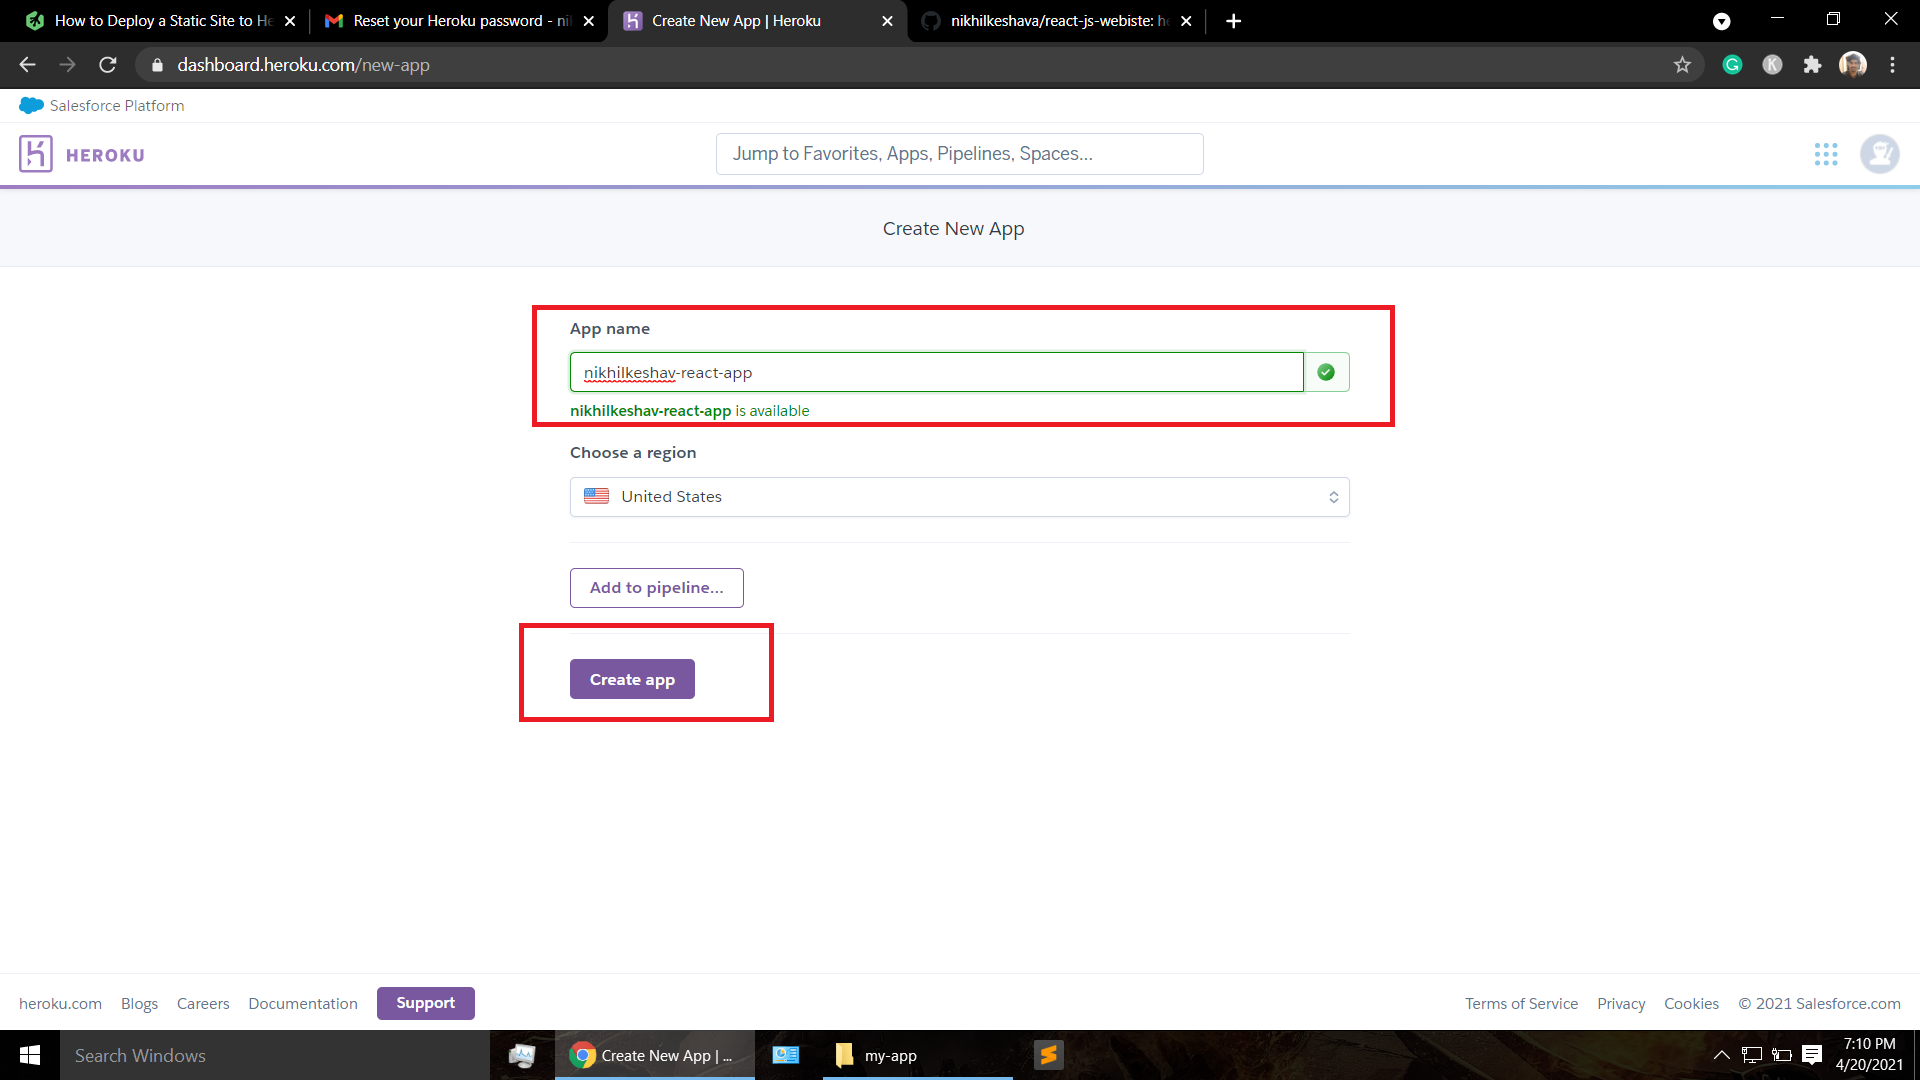 How to Deploy a Static Site to He
Reset your Heroku password - nik
Create New App | Heroku
nikhilkeshava/react-js-webiste: he
dashboard.heroku.com/new-app
G
K
Salesforce Platform
HEROKU
Jump to Favorites, Apps, Pipelines, Spaces...
Create New App
App name
nikhilkeshav-react-app
nikhilkeshav-react-app is available
Choose a region
United States
Add to pipeline...
Create app
heroku.com Blogs Careers Documentation Support
Terms of Service Privacy Cookies © 2021 Salesforce.com
Search Windows
Create New App | ...
my-app
7:10 PM
4/20/2021